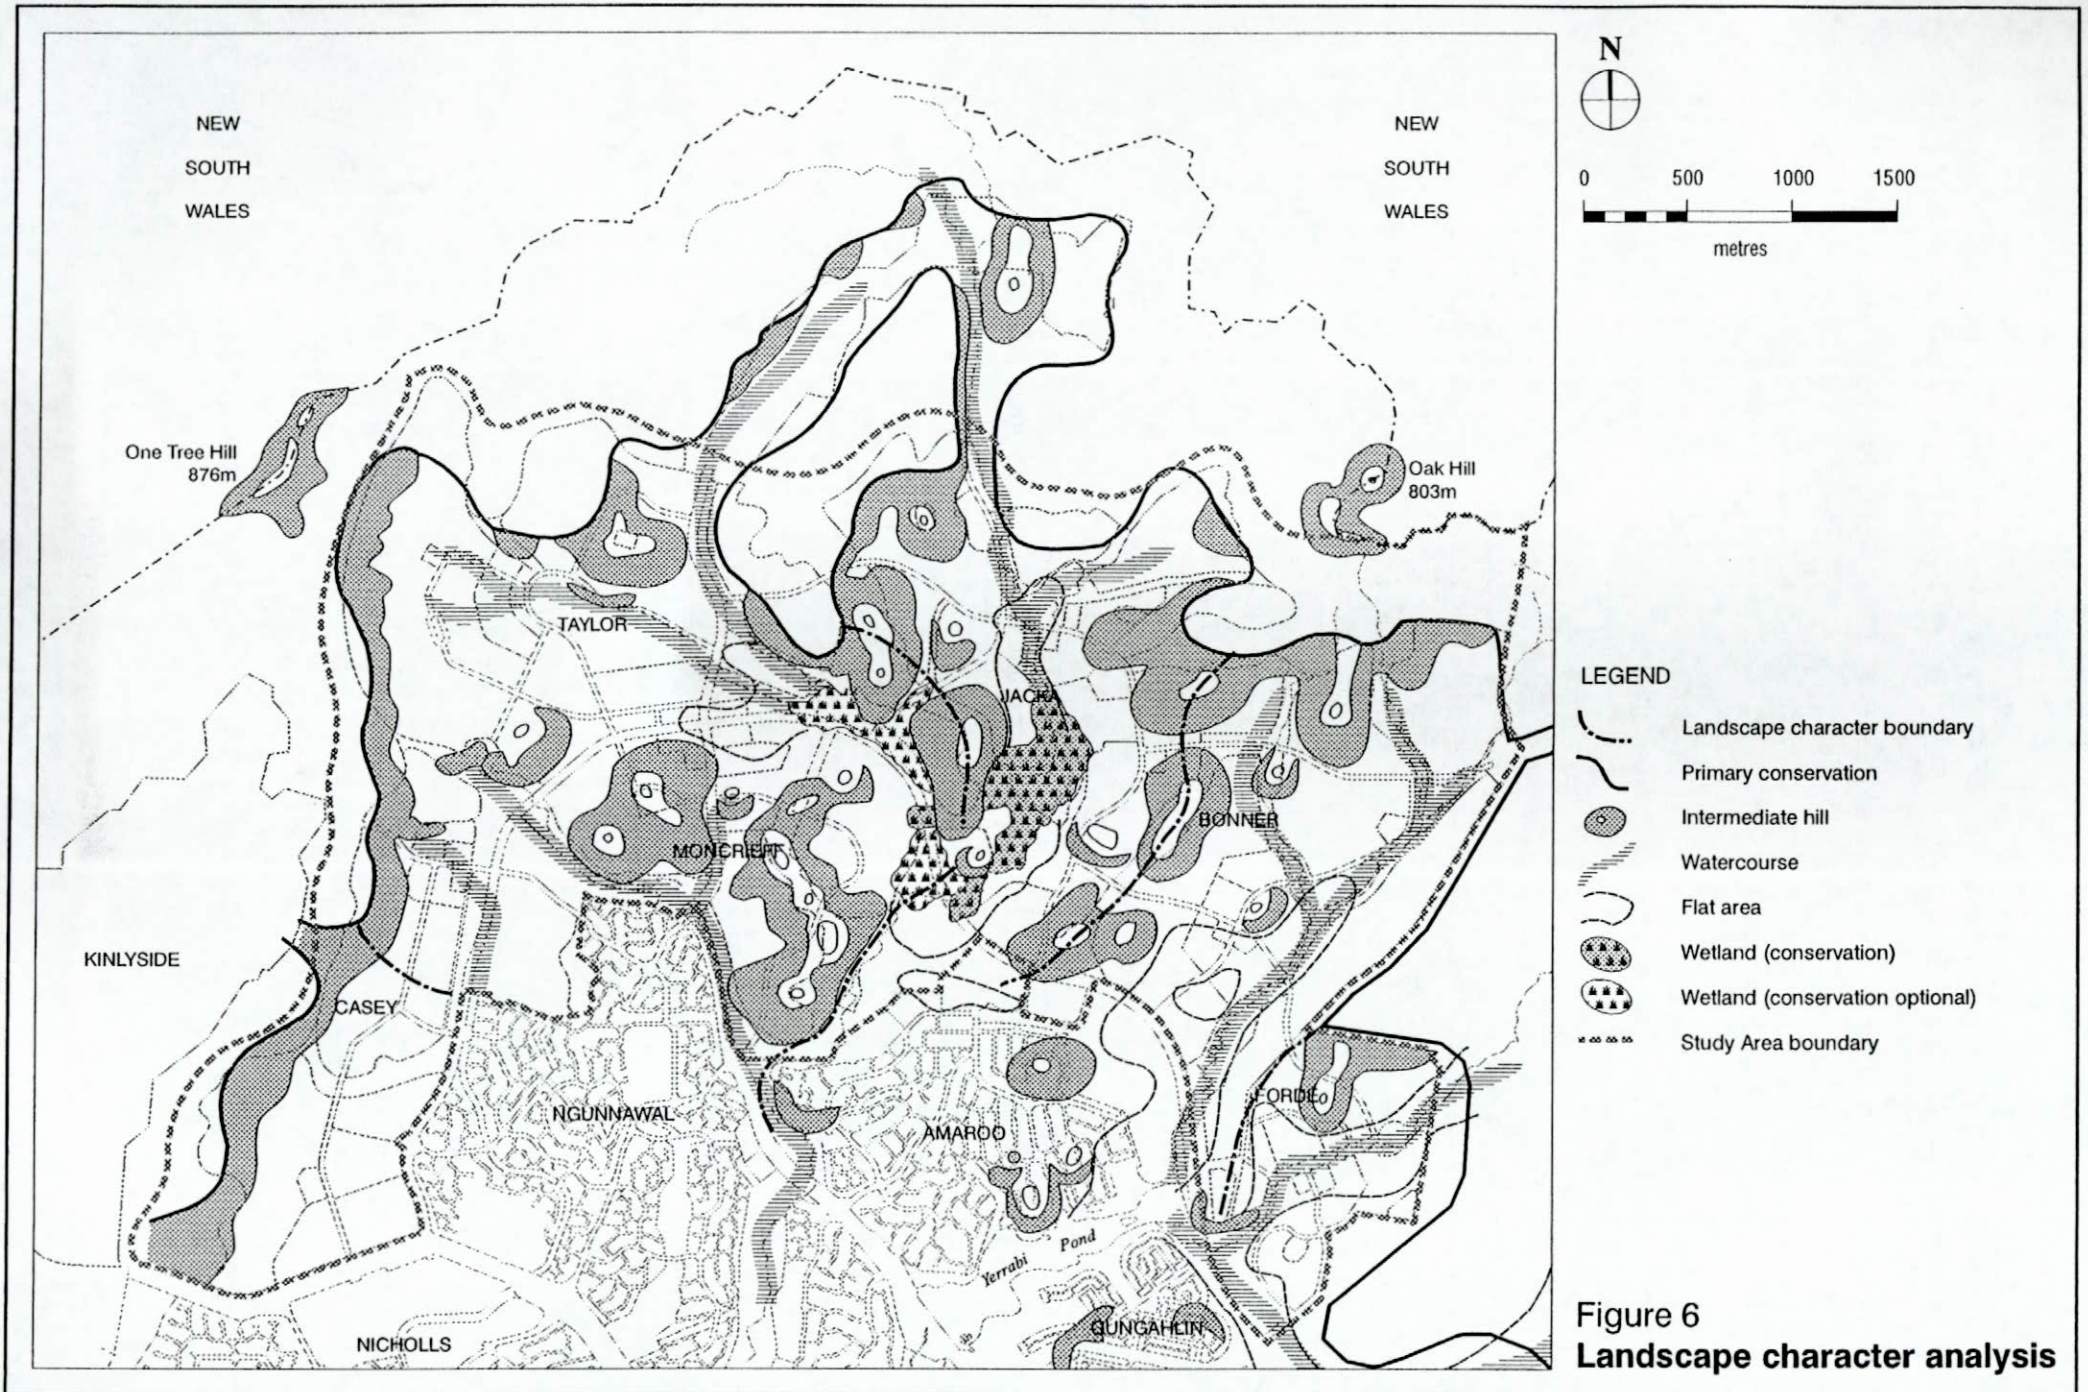 NEW
SOUTH
WALES
NEW
SOUTH
WALES
One Tree Hill
876m
Oak Hill
803m
TAYLOR
JACKA
BONNER
MONCRIEFF
KINLYSIDE
CASEY
NGUNNAWAL
AMAROO
FORDE
Yerrabi Pond
GUNGAHLIN
NICHOLLS
N
0 500 1000 1500
metres
LEGEND
Landscape character boundary
Primary conservation
Intermediate hill
Watercourse
Flat area
Wetland (conservation)
Wetland (conservation optional)
Study Area boundary
Figure 6
Landscape character analysis